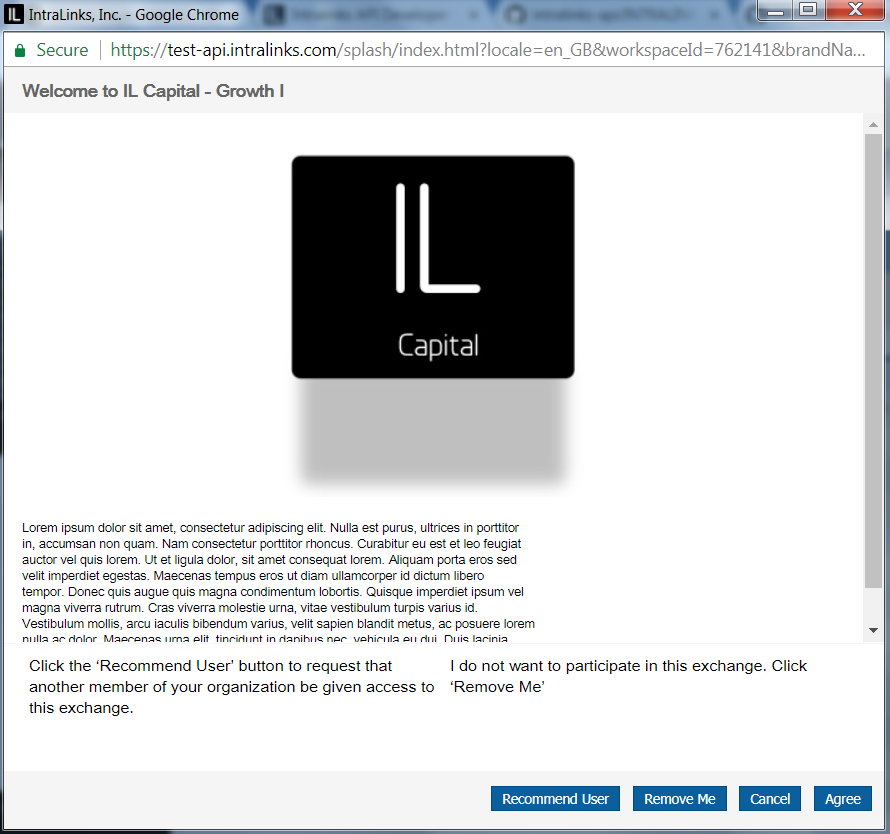 IntraLinks, Inc. - Google Chrome
Secure https://test-api.intralinks.com/splash/index.html?locale=en_GB&workspaceId=762141&brandNa...
Welcome to IL Capital - Growth I
IL
Capital
Lorem ipsum dolor sit amet, consectetur adipiscing elit. Nulla est purus, ultrices in porttitor
in, accumsan non quam. Nam consectetur porttitor rhoncus. Curabitur eu est et leo feugiat
auctor vel quis lorem. Ut et ligula dolor, sit amet consequat lorem. Aliquam porta eros sed
velit imperdiet egestas. Maecenas tempus eros ut diam ullamcorper id dictum libero
tempor. Donec quis augue quis magna condimentum lobortis. Quisque imperdiet ipsum vel
magna viverra rutrum. Cras viverra molestie urna, vitae vestibulum turpis varius id.
Vestibulum mollis, arcu iaculis bibendum varius, velit sapien blandit metus, ac posuere lorem
nulla ac dolor. Maecenas urna elit, tincidunt in dapibus nec, vehicula eu dui. Duis lacinia
Click the ‘Recommend User’ button to request that
another member of your organization be given access to
this exchange.
I do not want to participate in this exchange. Click
‘Remove Me’
Recommend User Remove Me Cancel Agree